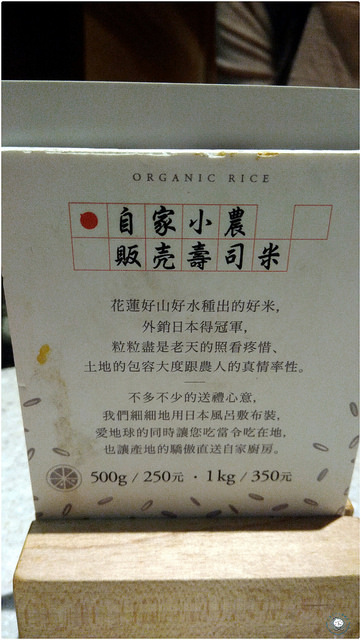 ORGANIC RICE
自家小農
販売壽司米
花蓮好山好水種出的好米，
外銷日本得冠軍，
粒粒盡是老天的照看疼惜、
土地的包容大度跟農人的真情率性。
不多不少的送禮心意，
我們細細地用日本風呂敷布裝，
愛地球的同時讓您吃當令吃在地，
也讓產地的驕傲直送自家廚房。
500g / 250元 · 1kg / 350元